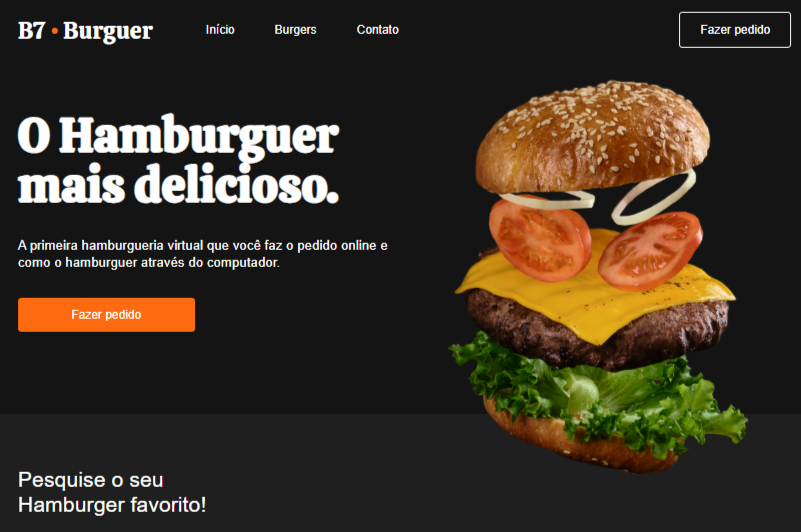 B7 • Burguer
Início
Burgers
Contato
Fazer pedido
O Hamburguer
mais delicioso.
A primeira hamburgueria virtual que você faz o pedido online e
como o hamburguer através do computador.
Fazer pedido
Pesquise o seu
Hamburger favorito!